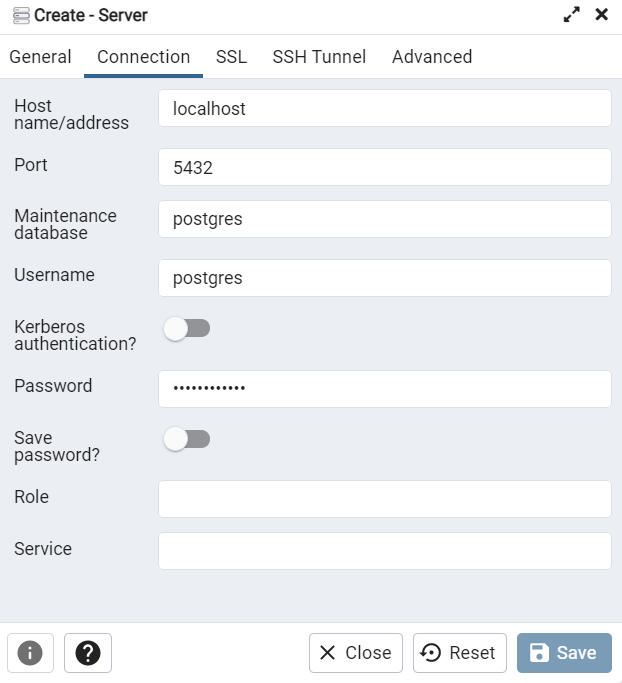 Create - Server
General Connection SSL SSH Tunnel Advanced
Host
name/address
localhost
Port
5432
Maintenance
database
postgres
Username
postgres
Kerberos
authentication?
Password
••••••••••••
Save
password?
Role
Service
Close Reset Save